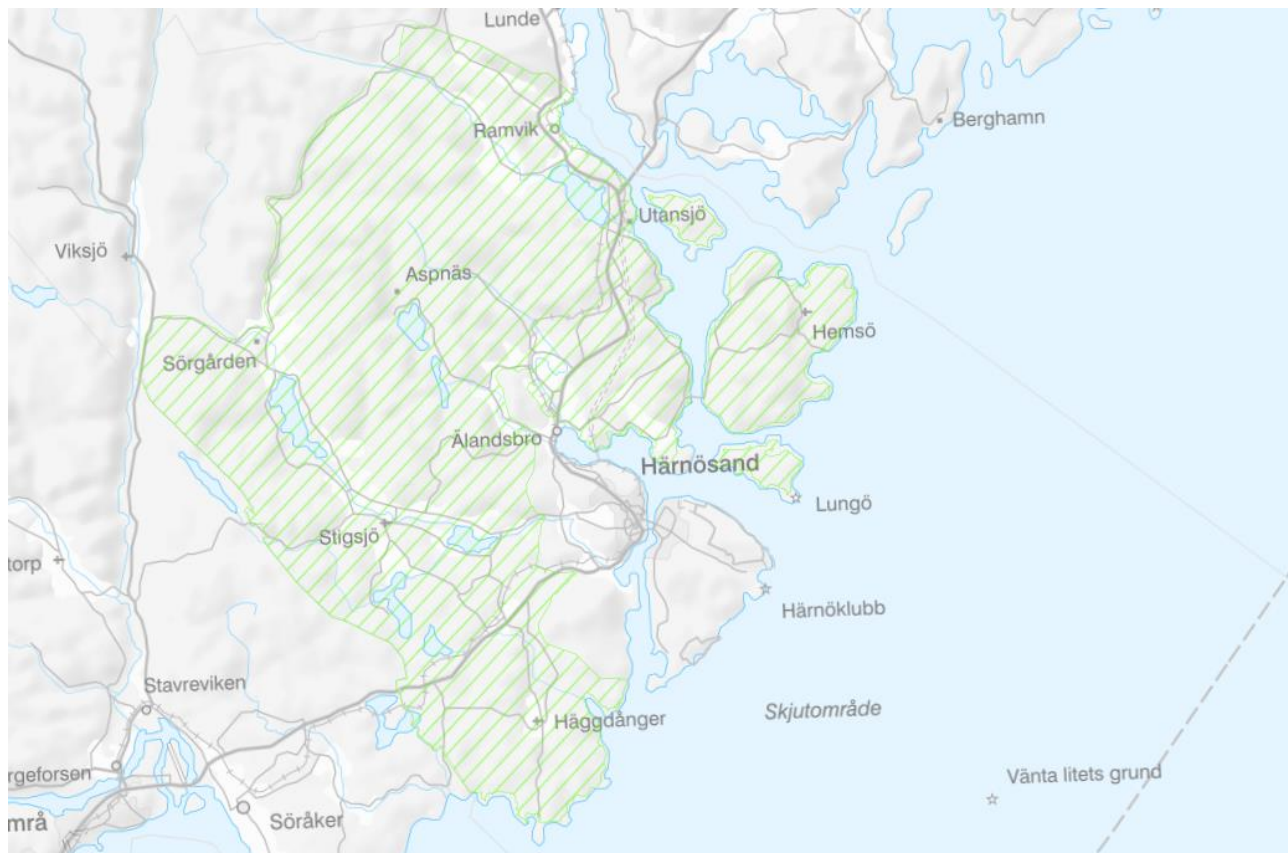 Lunde
Berghamn
Ramvik
Utansjö
Viksjö
Aspnäs
Hemsö
Sörgården
Älandsbro
Härnösand
Lungö
Stigsjö
torp
Härnöklubb
Stavreviken
Skjutområde
Häggdånger
rgeforsen
Vänta litets grund
mrå
Söråker